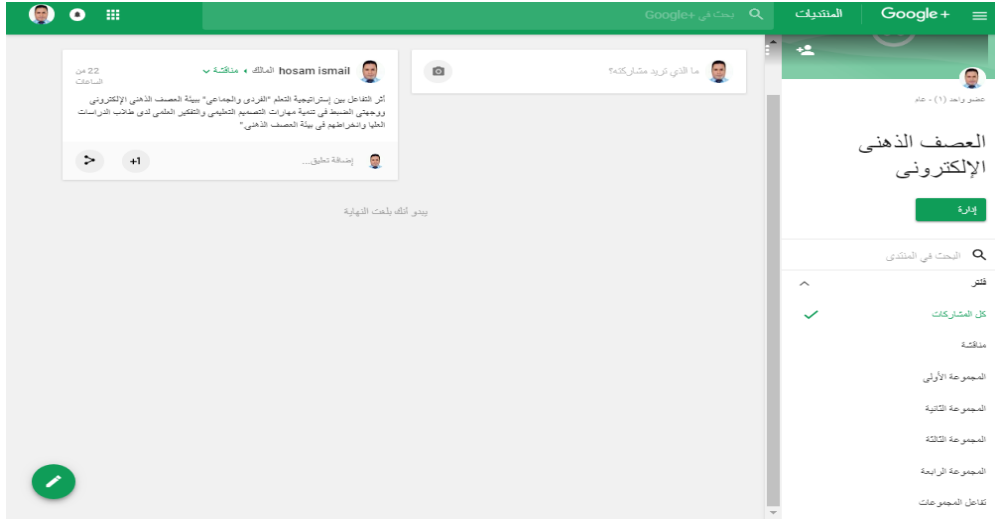 Google+
المنتديات
بحث في +Google
عضو واحد (١) - عام
العصف الذهنى
الإلكترونى
إدارة
البحث في المنتدى
فلتر
كل المشاركات
مناقشة
المجموعة الأولى
المجموعة الثانية
المجموعة الثالثة
المجموعة الرابعة
تفاعل المجموعات
ما الذي تريد مشاركته؟
hosam ismail المالك مناقشة
22 من
الساعات
أثر التفاعل بين إستراتيجية التعلم "الفردى والجماعى" ببيئة العصف الذهنى الإلكترونى
ووجهتى الضبط فى تنمية مهارات التصميم التعليمى والتفكير العلمى لدى طلاب الدراسات
العليا وانخراطهم فى بيئة العصف الذهنى."
إضافة تعليق...
+1
يبدو أنك بلغت النهاية